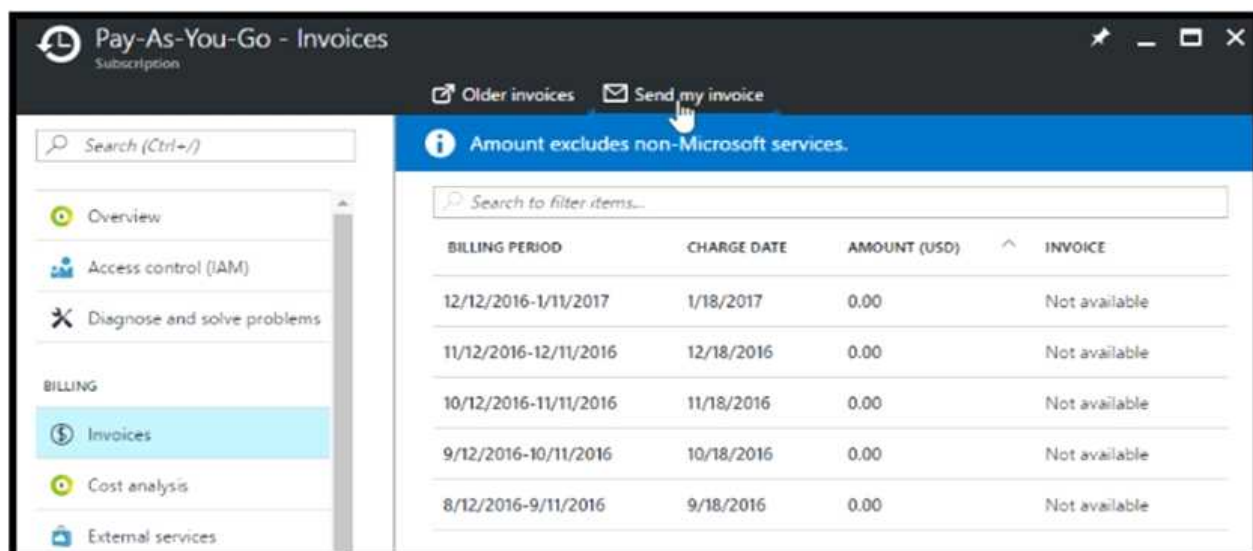 Pay-As-You-Go - Invoices
Subscription
Older invoices Send my invoice
Search (Ctrl+/)
Overview
Access control (IAM)
Diagnose and solve problems
BILLING
Invoices
Cost analysis
External services
Amount excludes non-Microsoft services.
Search to filter items...
BILLING PERIOD CHARGE DATE AMOUNT (USD) INVOICE
12/12/2016-1/11/2017 1/18/2017 0.00 Not available
11/12/2016-12/11/2016 12/18/2016 0.00 Not available
10/12/2016-11/11/2016 11/18/2016 0.00 Not available
9/12/2016-10/11/2016 10/18/2016 0.00 Not available
8/12/2016-9/11/2016 9/18/2016 0.00 Not available